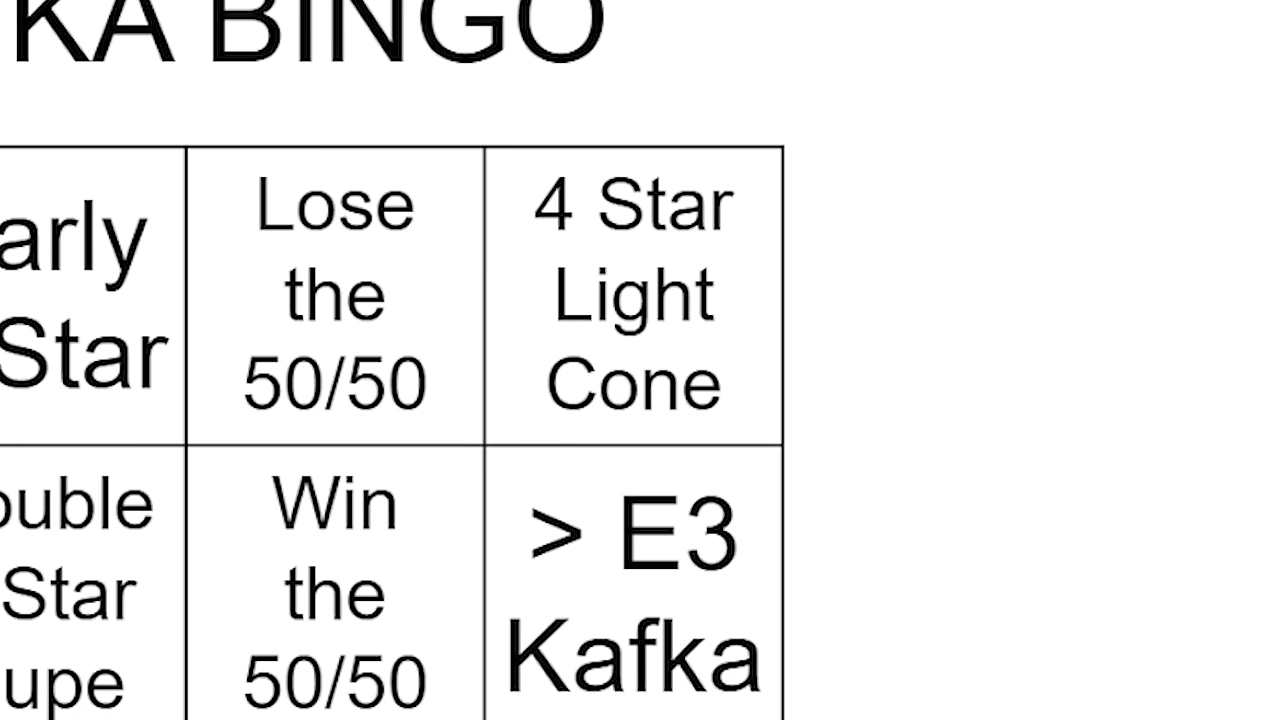 KA BINGO
arly
Star
Lose
the
50/50
4 Star
Light
Cone
ouble
Star
upe
Win
the
50/50
> E3
Kafka